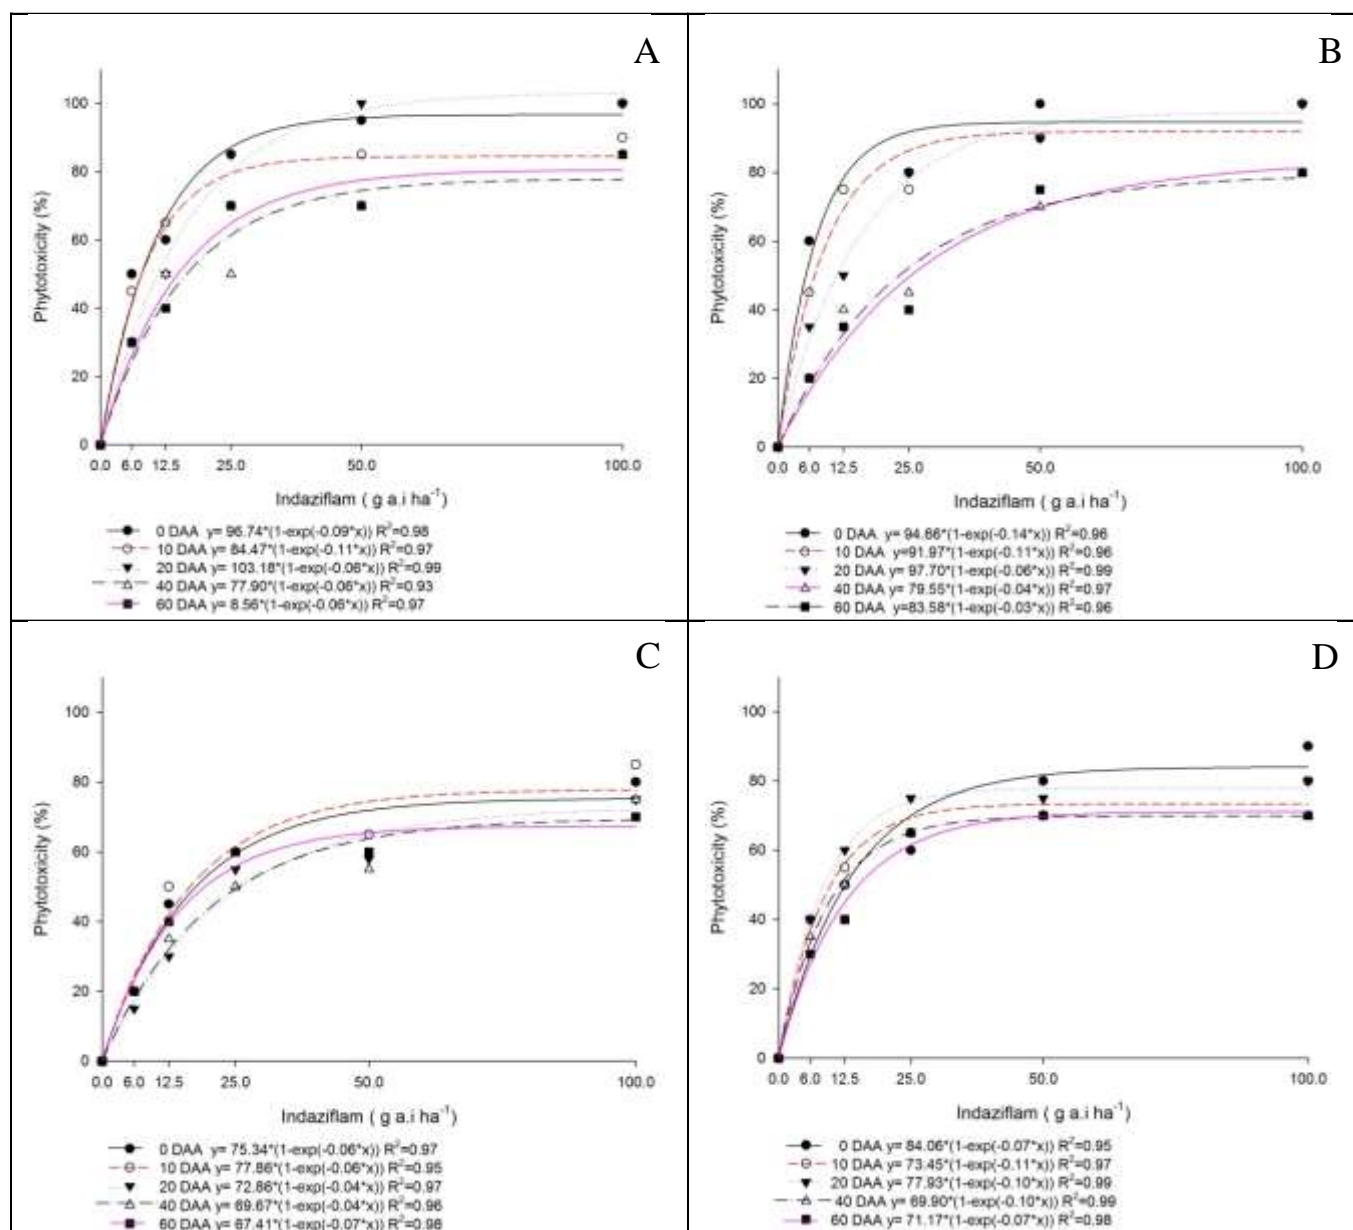 A
Phytotoxicity (%)
100
80
60
40
20
0
0.0 6.0 12.5 25.0 50.0 100.0
Indaziflam ( g a.i ha⁻¹)
0 DAA y= 96.74*(1-exp(-0.09*x)) R²=0.98
10 DAA y= 84.47*(1-exp(-0.11*x)) R²=0.97
20 DAA y= 103.18*(1-exp(-0.06*x)) R²=0.99
40 DAA y= 77.90*(1-exp(-0.06*x)) R²=0.93
60 DAA y= 8.56*(1-exp(-0.06*x)) R²=0.97
B
Phytotoxicity (%)
100
80
60
40
20
0
0.0 6.0 12.5 25.0 50.0 100.0
Indaziflam ( g a.i ha⁻¹)
0 DAA y= 94.66*(1-exp(-0.14*x)) R²=0.96
10 DAA y=91.97*(1-exp(-0.11*x)) R²=0.96
20 DAA y= 97.70*(1-exp(-0.06*x)) R²=0.99
40 DAA y= 79.55*(1-exp(-0.04*x)) R²=0.97
60 DAA y=83.58*(1-exp(-0.03*x)) R²=0.96
C
Phytotoxicity (%)
100
80
60
40
20
0
0.0 6.0 12.5 25.0 50.0 100.0
Indaziflam ( g a.i ha⁻¹)
0 DAA y= 75.34*(1-exp(-0.06*x)) R²=0.97
10 DAA y= 77.86*(1-exp(-0.06*x)) R²=0.95
20 DAA y= 72.86*(1-exp(-0.04*x)) R²=0.97
40 DAA y= 69.67*(1-exp(-0.04*x)) R²=0.96
60 DAA y= 67.41*(1-exp(-0.07*x)) R²=0.98
D
Phytotoxicity (%)
100
80
60
40
20
0
0.0 6.0 12.5 25.0 50.0 100.0
Indaziflam ( g a.i ha⁻¹)
0 DAA y= 84.06*(1-exp(-0.07*x)) R²=0.95
10 DAA y= 73.45*(1-exp(-0.11*x)) R²=0.97
20 DAA y= 77.93*(1-exp(-0.10*x)) R²=0.99
40 DAA y= 69.90*(1-exp(-0.10*x)) R²=0.99
60 DAA y= 71.17*(1-exp(-0.07*x)) R²=0.98